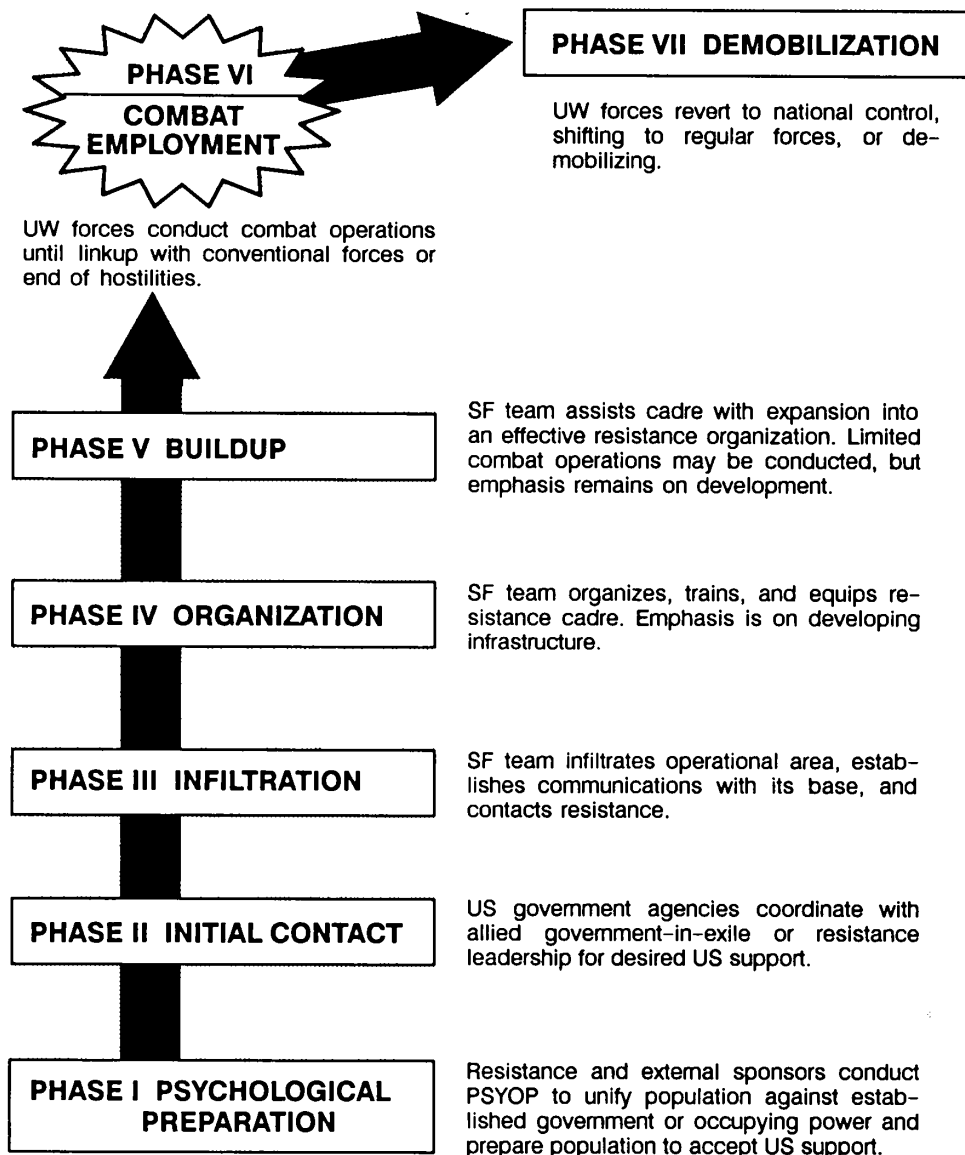 PHASE VI
COMBAT
EMPLOYMENT
PHASE VII DEMOBILIZATION
UW forces revert to national control,
shifting to regular forces, or de-
mobilizing.
UW forces conduct combat operations
until linkup with conventional forces or
end of hostilities.
PHASE V BUILDUP
SF team assists cadre with expansion into
an effective resistance organization. Limited
combat operations may be conducted, but
emphasis remains on development.
PHASE IV ORGANIZATION
SF team organizes, trains, and equips re-
sistance cadre. Emphasis is on developing
infrastructure.
PHASE III INFILTRATION
SF team infiltrates operational area, estab-
lishes communications with its base, and
contacts resistance.
PHASE II INITIAL CONTACT
US government agencies coordinate with
allied government-in-exile or resistance
leadership for desired US support.
PHASE I PSYCHOLOGICAL
PREPARATION
Resistance and external sponsors conduct
PSYOP to unify population against estab-
lished government or occupying power and
prepare population to accept US support.